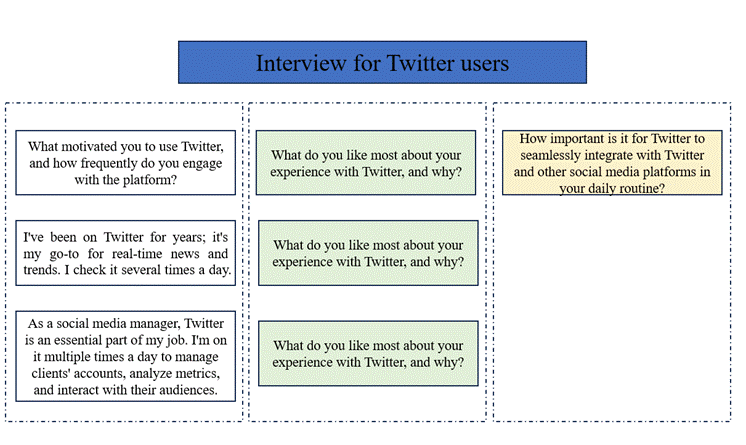 Interview for Twitter users
What motivated you to use Twitter,
and how frequently do you engage
with the platform?
I've been on Twitter for years; it's
my go-to for real-time news and
trends. I check it several times a day.
As a social media manager, Twitter
is an essential part of my job. I'm on
it multiple times a day to manage
clients' accounts, analyze metrics,
and interact with their audiences.
What do you like most about your
experience with Twitter, and why?
What do you like most about your
experience with Twitter, and why?
What do you like most about your
experience with Twitter, and why?
How important is it for Twitter to
seamlessly integrate with Twitter
and other social media platforms in
your daily routine?